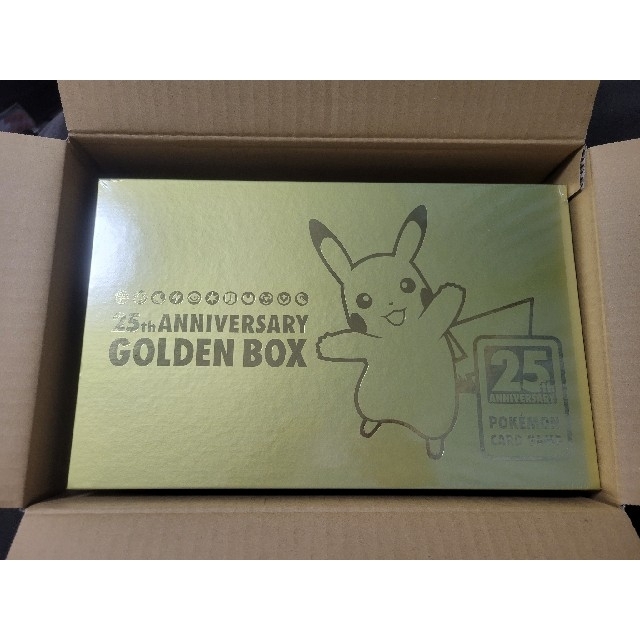 25th ANNIVERSARY
GOLDEN BOX
25th
ANNIVERSARY
POKÉMON
CARD GAME